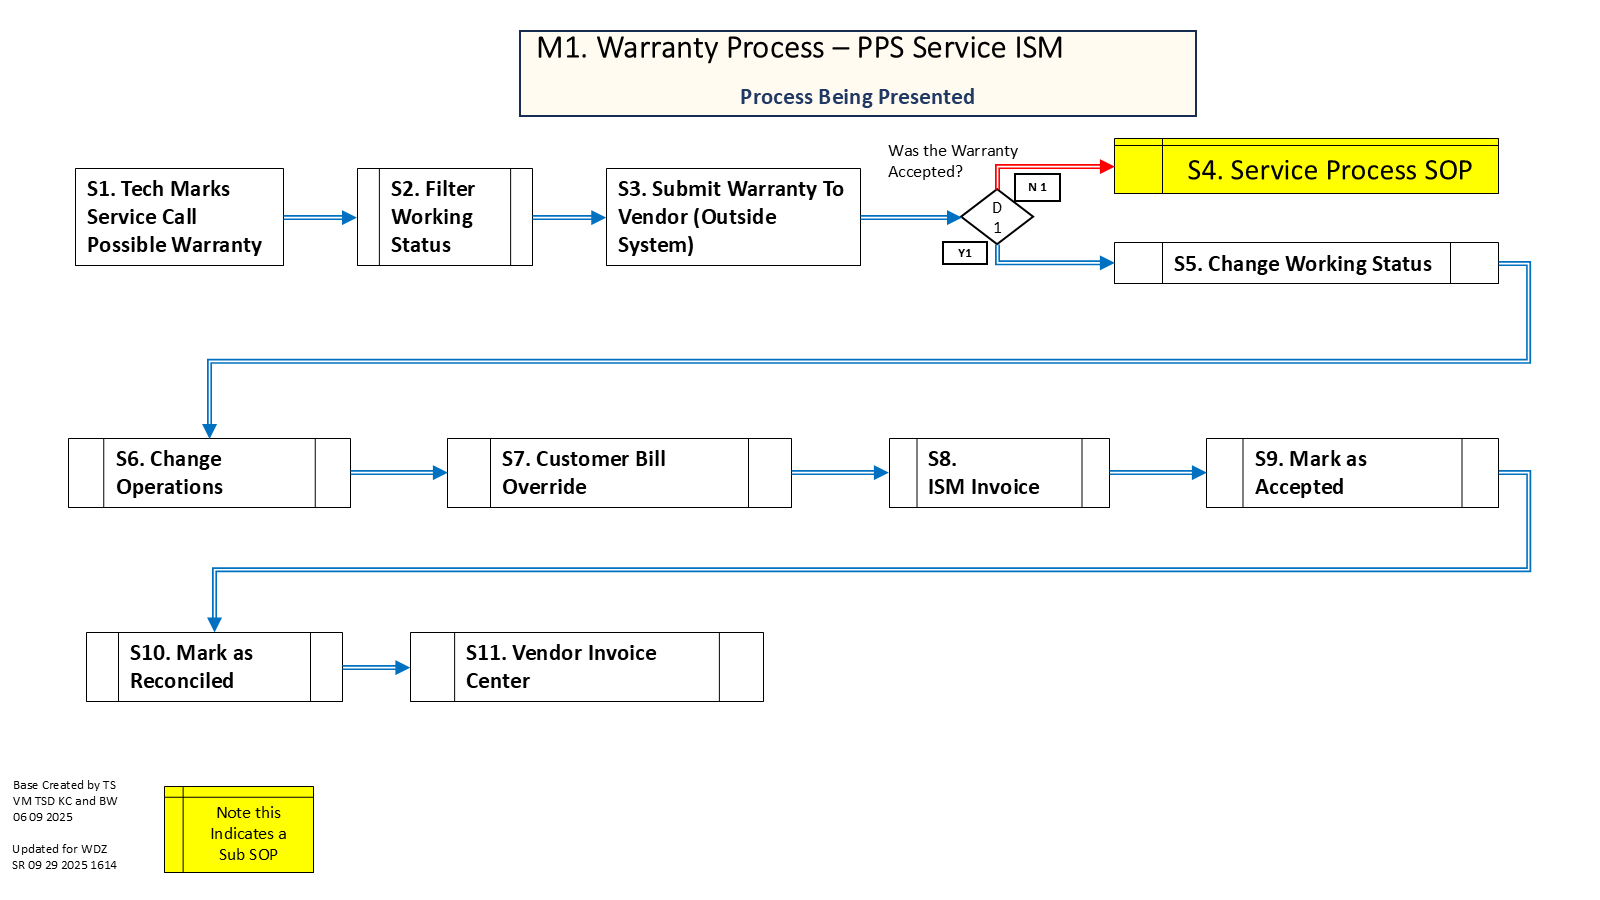 M1. Warranty Process – PPS Service ISM
Process Being Presented
S1. Tech Marks
Service Call
Possible Warranty
S2. Filter
Working
Status
S3. Submit Warranty To
Vendor (Outside
System)
Was the Warranty
Accepted?
D
1
N 1
Y1
S4. Service Process SOP
S5. Change Working Status
S6. Change
Operations
S7. Customer Bill
Override
S8.
ISM Invoice
S9. Mark as
Accepted
S10. Mark as
Reconciled
S11. Vendor Invoice
Center
Base Created by TS
VM TSD KC and BW
06 09 2025
Updated for WDZ
SR 09 29 2025 1614
Note this
Indicates a
Sub SOP